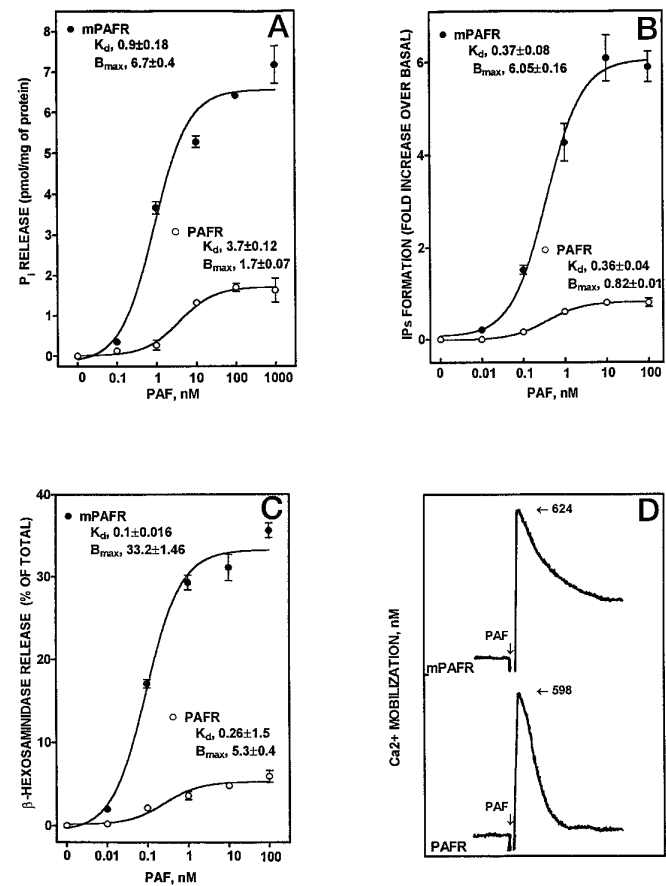 A
● mPAFR
Kd, 0.9±0.18
Bmax, 6.7±0.4
○ PAFR
Kd, 3.7±0.12
Bmax, 1.7±0.07
Pi RELEASE (pmol/mg of protein)
8
7
6
5
4
3
2
1
0
0 0.1 1 10 100 1000
PAF, nM
B
● mPAFR
Kd, 0.37±0.08
Bmax, 6.05±0.16
○ PAFR
Kd, 0.36±0.04
Bmax, 0.82±0.01
IPs FORMATION (FOLD INCREASE OVER BASAL)
6
4
2
0
0 0.01 0.1 1 10 100
PAF, nM
C
● mPAFR
Kd, 0.1±0.016
Bmax, 33.2±1.46
○ PAFR
Kd, 0.26±1.5
Bmax, 5.3±0.4
β-HEXOSAMINIDASE RELEASE (% OF TOTAL)
40
30
20
10
0
0 0.01 0.1 1 10 100
PAF, nM
D
Ca2+ MOBILIZATION, nM
← 624
PAF
↓
mPAFR
← 598
PAF
↓
PAFR